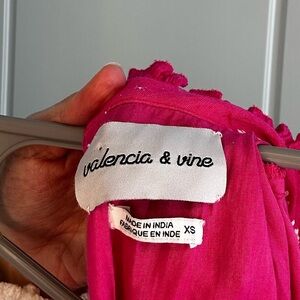 valencia & vine
MADE IN INDIA
FABRIQUE EN INDE
XS